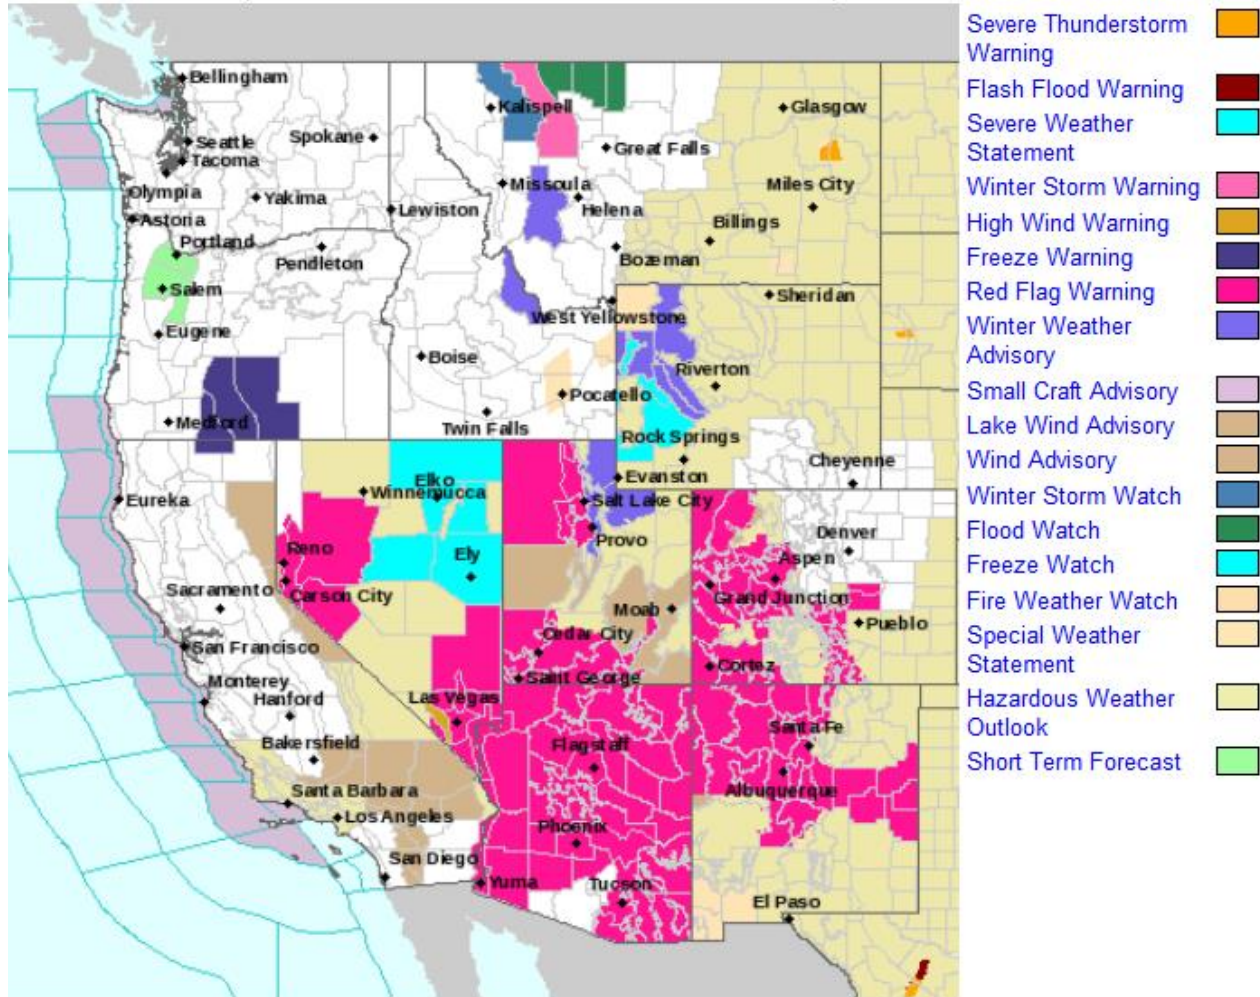 Bellingham
Kalispell
Glasgow
Spokane
Seattle
Tacoma
Great Falls
Olympia
Yakima
Missoula
Miles City
Helena
Lewiston
Astoria
Billings
Portland
Pendleton
Bozeman
Salem
Sheridan
West Yellowstone
Eugene
Boise
Riverton
Pocatello
Medford
Twin Falls
Rock Springs
Cheyenne
Evanston
Elko
Winnemucca
Eureka
Salt Lake City
Denver
Provo
Reno
Ely
Aspen
Sacramento
Carson City
Grand Junction
Moab
Pueblo
Cedar City
San Francisco
Cortez
Saint George
Monterey
Hanford
Las Vegas
Santa Fe
Bakersfield
Flagstaff
Santa Barbara
Albuquerque
Los Angeles
Phoenix
San Diego
Yuma
Tucson
El Paso
Severe Thunderstorm
Warning
Flash Flood Warning
Severe Weather
Statement
Winter Storm Warning
High Wind Warning
Freeze Warning
Red Flag Warning
Winter Weather
Advisory
Small Craft Advisory
Lake Wind Advisory
Wind Advisory
Winter Storm Watch
Flood Watch
Freeze Watch
Fire Weather Watch
Special Weather
Statement
Hazardous Weather
Outlook
Short Term Forecast